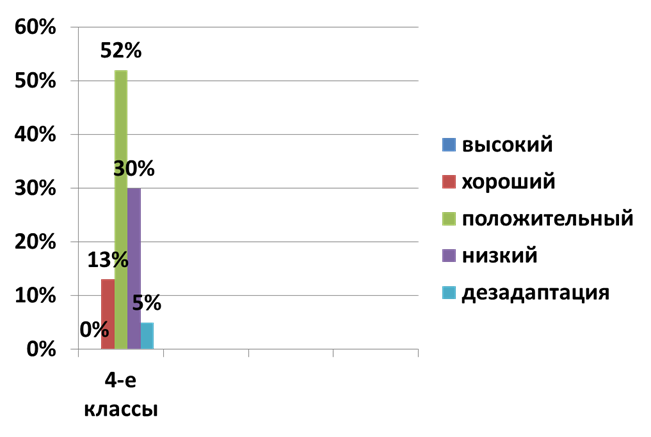 60%
50%
40%
30%
20%
10%
0%
52%
30%
13%
5%
0%
4-е
классы
высокий
хороший
положительный
низкий
дезадаптация